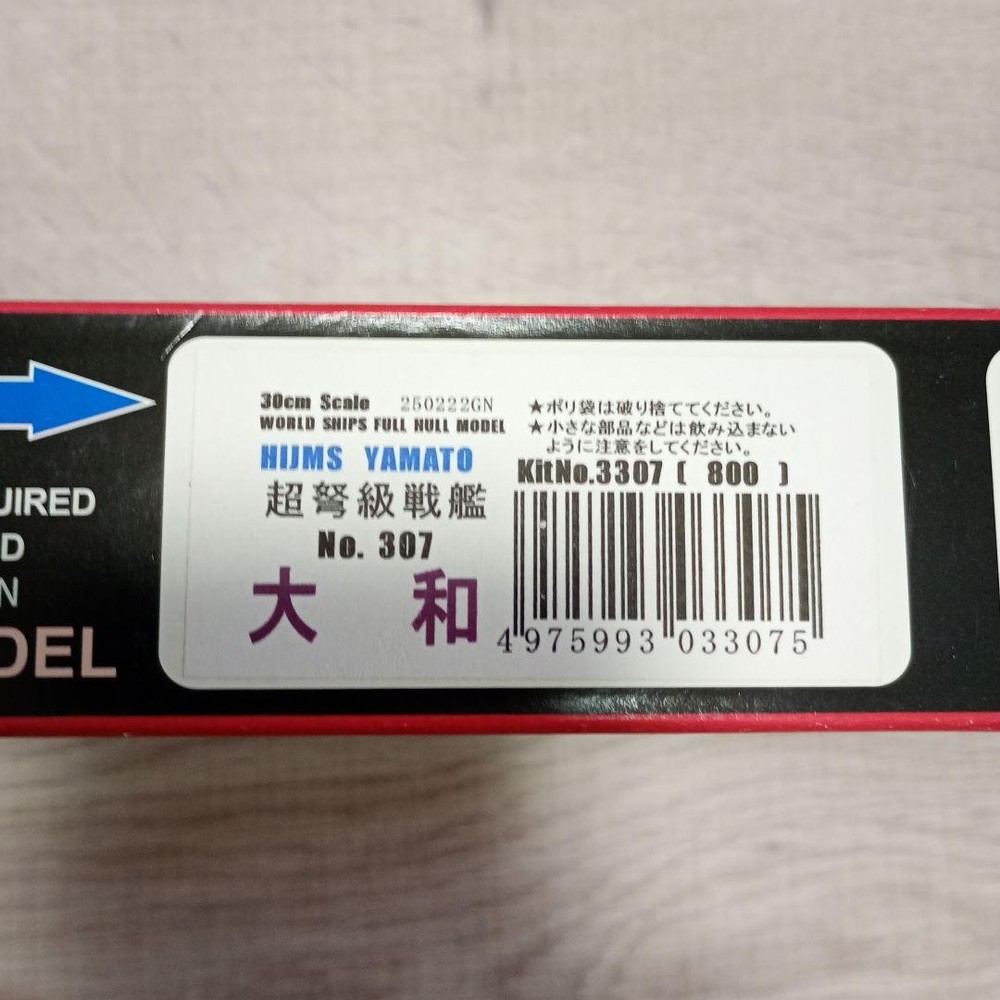 UIRED
D
N
DEL
30cm Scale 250222GN
WORLD SHIPS FULL HULL MODEL
HIJMS YAMATO
超弩級戦艦
No. 307
大 和
★ポリ袋は破り捨ててください。
★小さな部品などは飲み込まない
ように注意をしてください。
KitNo.3307 [ 800 ]
4 975993 033075